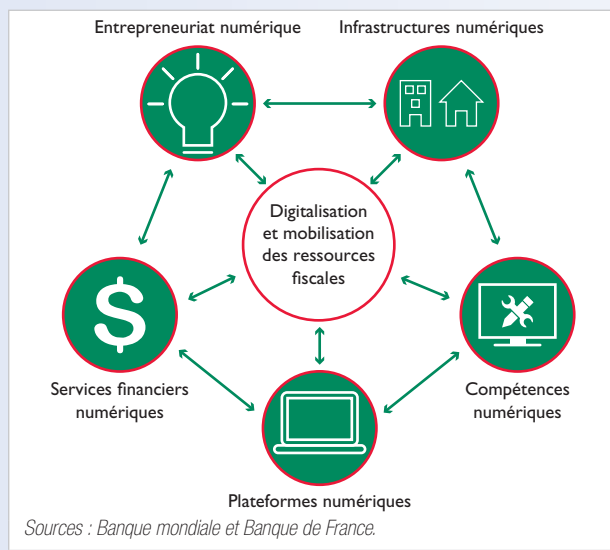 Entrepreneuriat numérique
Infrastructures numériques
Digitalisation
et mobilisation
des ressources
fiscales
$
Services financiers
numériques
Compétences
numériques
Plateformes numériques
Sources : Banque mondiale et Banque de France.